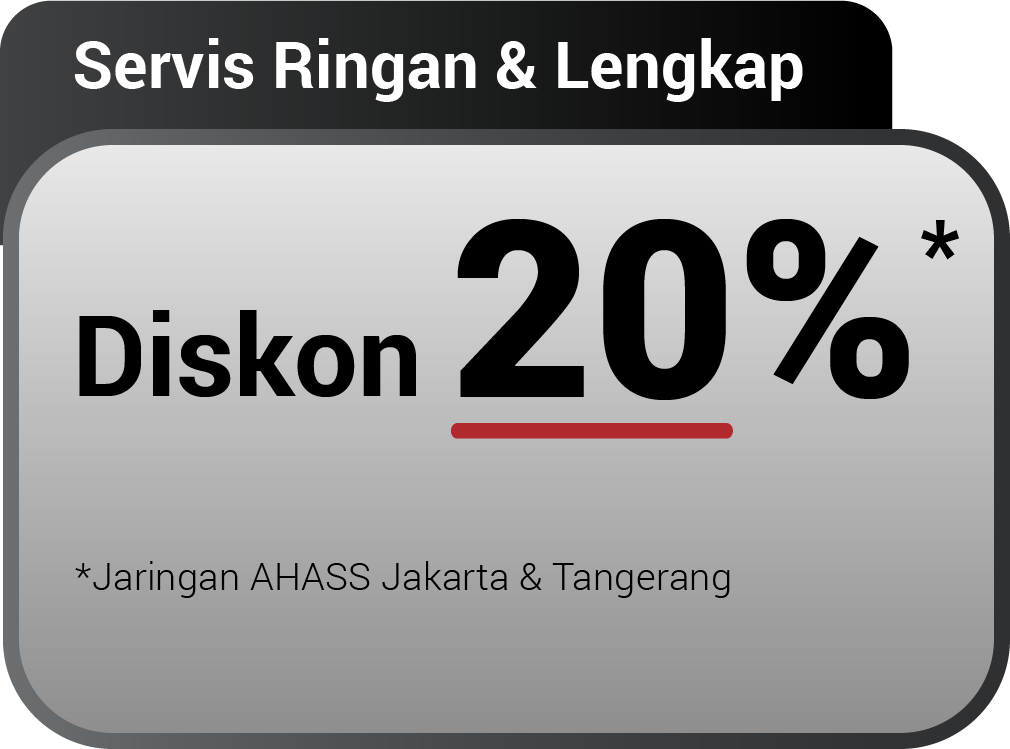 Servis Ringan & Lengkap
Diskon 20%*
*Jaringan AHASS Jakarta & Tangerang